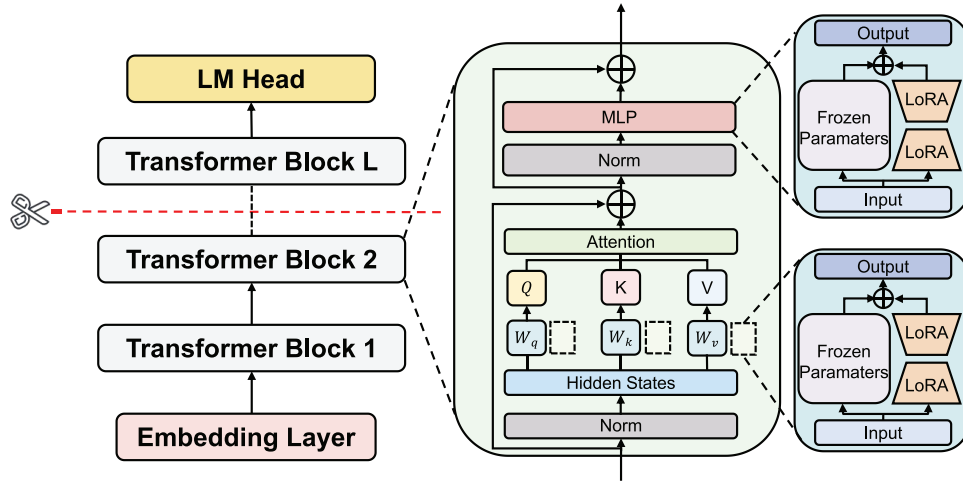 LM Head
Transformer Block L
Transformer Block 2
Transformer Block 1
Embedding Layer
MLP
Norm
Attention
Q
K
V
W_q
W_k
W_v
Hidden States
Norm
Output
Frozen
Paramaters
LoRA
LoRA
Input
Output
Frozen
Paramaters
LoRA
LoRA
Input